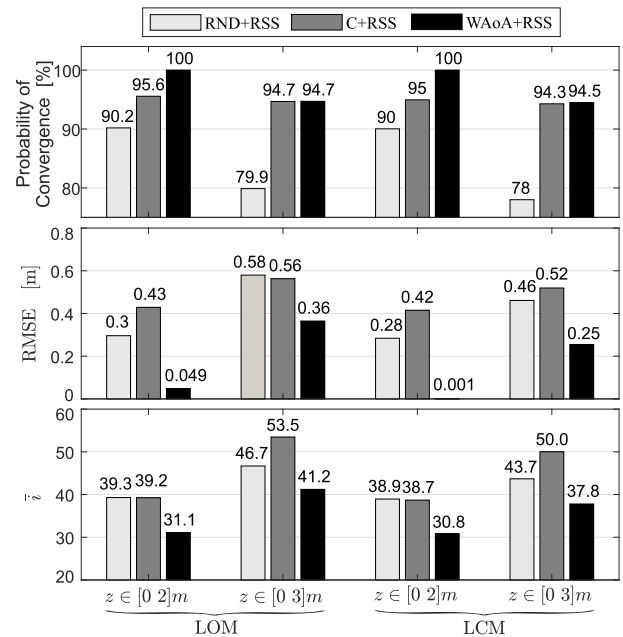 RND+RSS C+RSS WAoA+RSS
Probability of
Convergence [%]
100
90
80
90.2 95.6 100
79.9 94.7 94.7
90 95 100
78 94.3 94.5
RMSE [m]
0.8
0.6
0.4
0.2
0
0.3 0.43 0.049
0.58 0.56 0.36
0.28 0.42 0.001
0.46 0.52 0.25
i̅
60
50
40
30
20
39.3 39.2 31.1
46.7 53.5 41.2
38.9 38.7 30.8
43.7 50.0 37.8
z ∈ [0 2]m z ∈ [0 3]m z ∈ [0 2]m z ∈ [0 3]m
LOM LCM